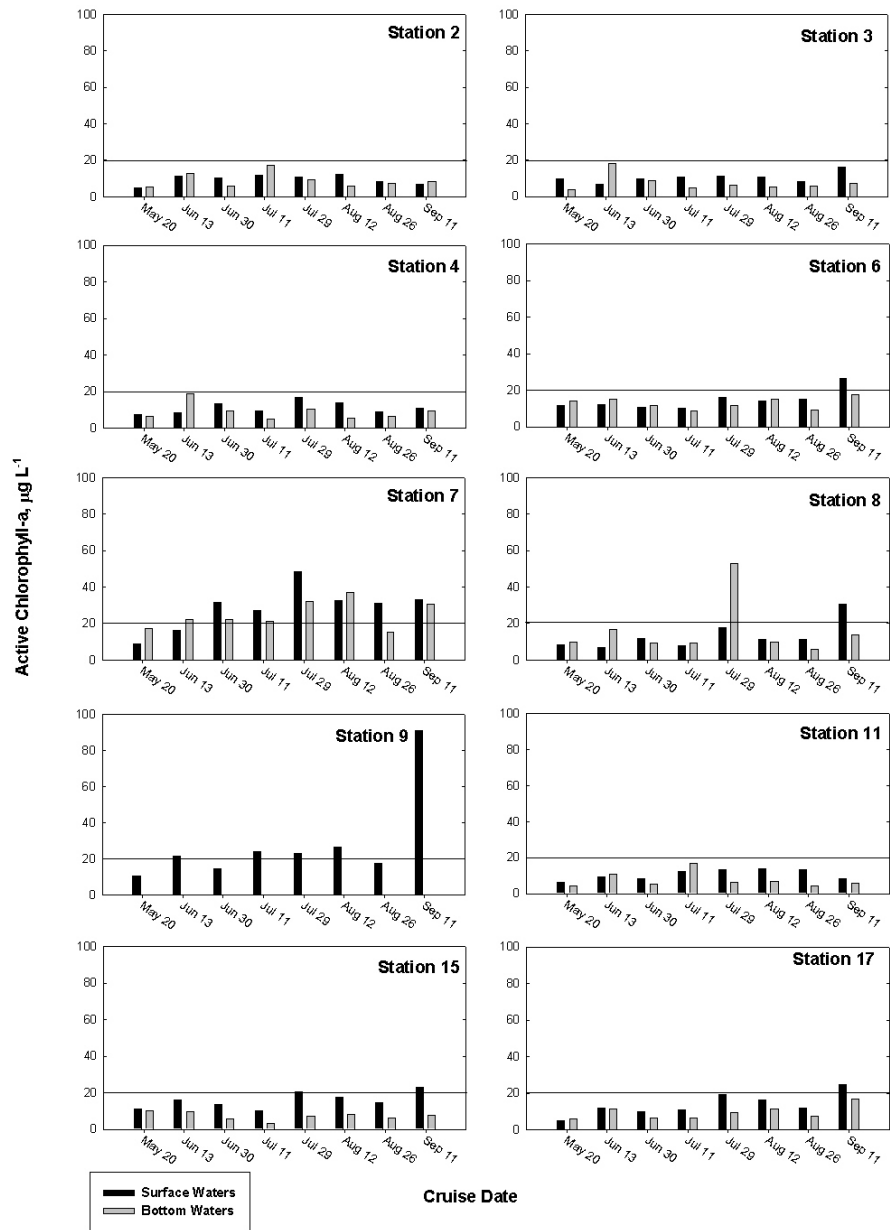 Station 2
100
80
60
40
20
0
May 20 Jun 13 Jun 30 Jul 11 Jul 29 Aug 12 Aug 26 Sep 11
Station 3
100
80
60
40
20
0
May 20 Jun 13 Jun 30 Jul 11 Jul 29 Aug 12 Aug 26 Sep 11
Station 4
100
80
60
40
20
0
May 20 Jun 13 Jun 30 Jul 11 Jul 29 Aug 12 Aug 26 Sep 11
Station 6
100
80
60
40
20
0
May 20 Jun 13 Jun 30 Jul 11 Jul 29 Aug 12 Aug 26 Sep 11
Active Chlorophyll-a, µg L⁻¹
Station 7
100
80
60
40
20
0
May 20 Jun 13 Jun 30 Jul 11 Jul 29 Aug 12 Aug 26 Sep 11
Station 8
100
80
60
40
20
0
May 20 Jun 13 Jun 30 Jul 11 Jul 29 Aug 12 Aug 26 Sep 11
Station 9
100
80
60
40
20
0
May 20 Jun 13 Jun 30 Jul 11 Jul 29 Aug 12 Aug 26 Sep 11
Station 11
100
80
60
40
20
0
May 20 Jun 13 Jun 30 Jul 11 Jul 29 Aug 12 Aug 26 Sep 11
Station 15
100
80
60
40
20
0
May 20 Jun 13 Jun 30 Jul 11 Jul 29 Aug 12 Aug 26 Sep 11
Station 17
100
80
60
40
20
0
May 20 Jun 13 Jun 30 Jul 11 Jul 29 Aug 12 Aug 26 Sep 11
Surface Waters
Bottom Waters
Cruise Date